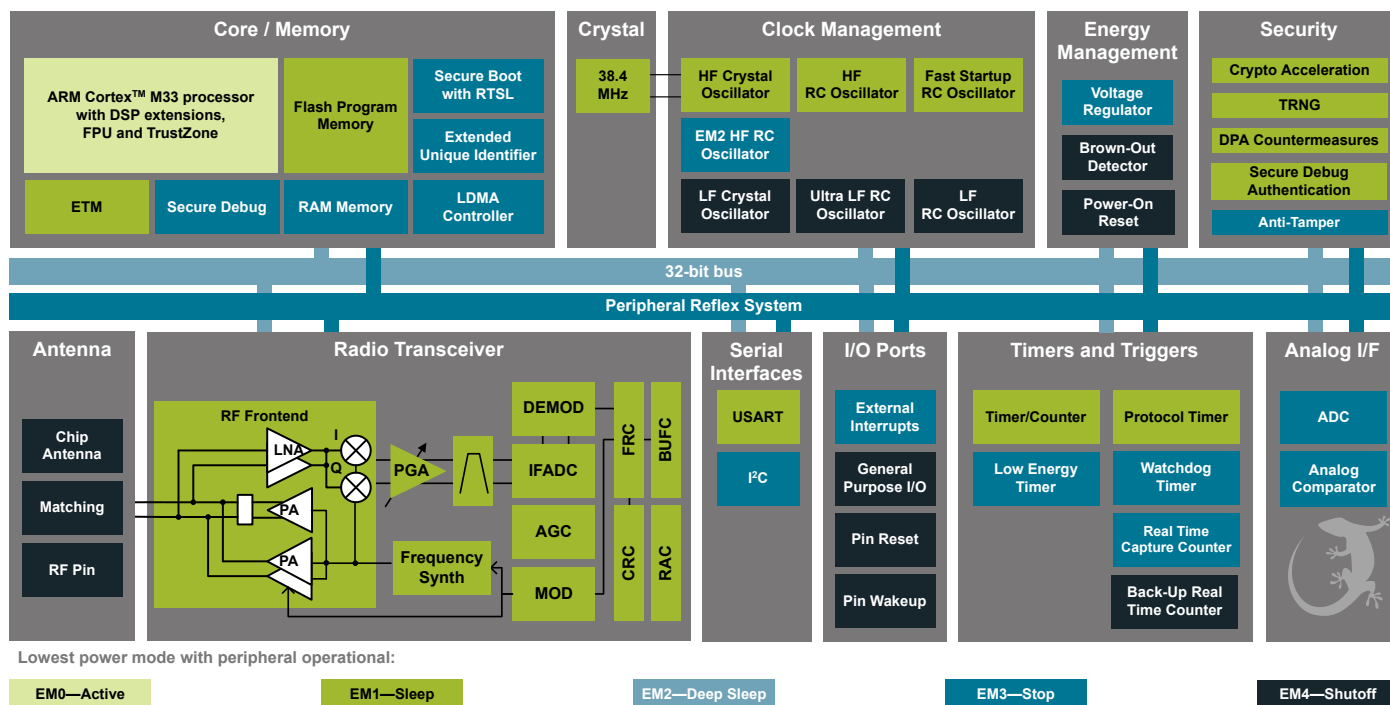 Core / Memory
ARM Cortex™ M33 processor
with DSP extensions,
FPU and TrustZone
Flash Program
Memory
Secure Boot
with RTSL
Extended
Unique Identifier
ETM
Secure Debug
RAM Memory
LDMA
Controller
Crystal
38.4
MHz
Clock Management
HF Crystal
Oscillator
HF
RC Oscillator
Fast Startup
RC Oscillator
EM2 HF RC
Oscillator
LF Crystal
Oscillator
Ultra LF RC
Oscillator
LF
RC Oscillator
Energy
Management
Voltage
Regulator
Brown-Out
Detector
Power-On
Reset
Security
Crypto Acceleration
TRNG
DPA Countermeasures
Secure Debug
Authentication
Anti-Tamper
32-bit bus
Peripheral Reflex System
Antenna
Chip
Antenna
Matching
RF Pin
Radio Transceiver
RF Frontend
LNA
I
Q
PA
PA
PGA
Frequency
Synth
DEMOD
IFADC
AGC
MOD
FRC
BUFC
CRC
RAC
Serial
Interfaces
USART
I²C
I/O Ports
External
Interrupts
General
Purpose I/O
Pin Reset
Pin Wakeup
Timers and Triggers
Timer/Counter
Protocol Timer
Low Energy
Timer
Watchdog
Timer
Real Time
Capture Counter
Back-Up Real
Time Counter
Analog I/F
ADC
Analog
Comparator
Lowest power mode with peripheral operational:
EM0—Active
EM1—Sleep
EM2—Deep Sleep
EM3—Stop
EM4—Shutoff